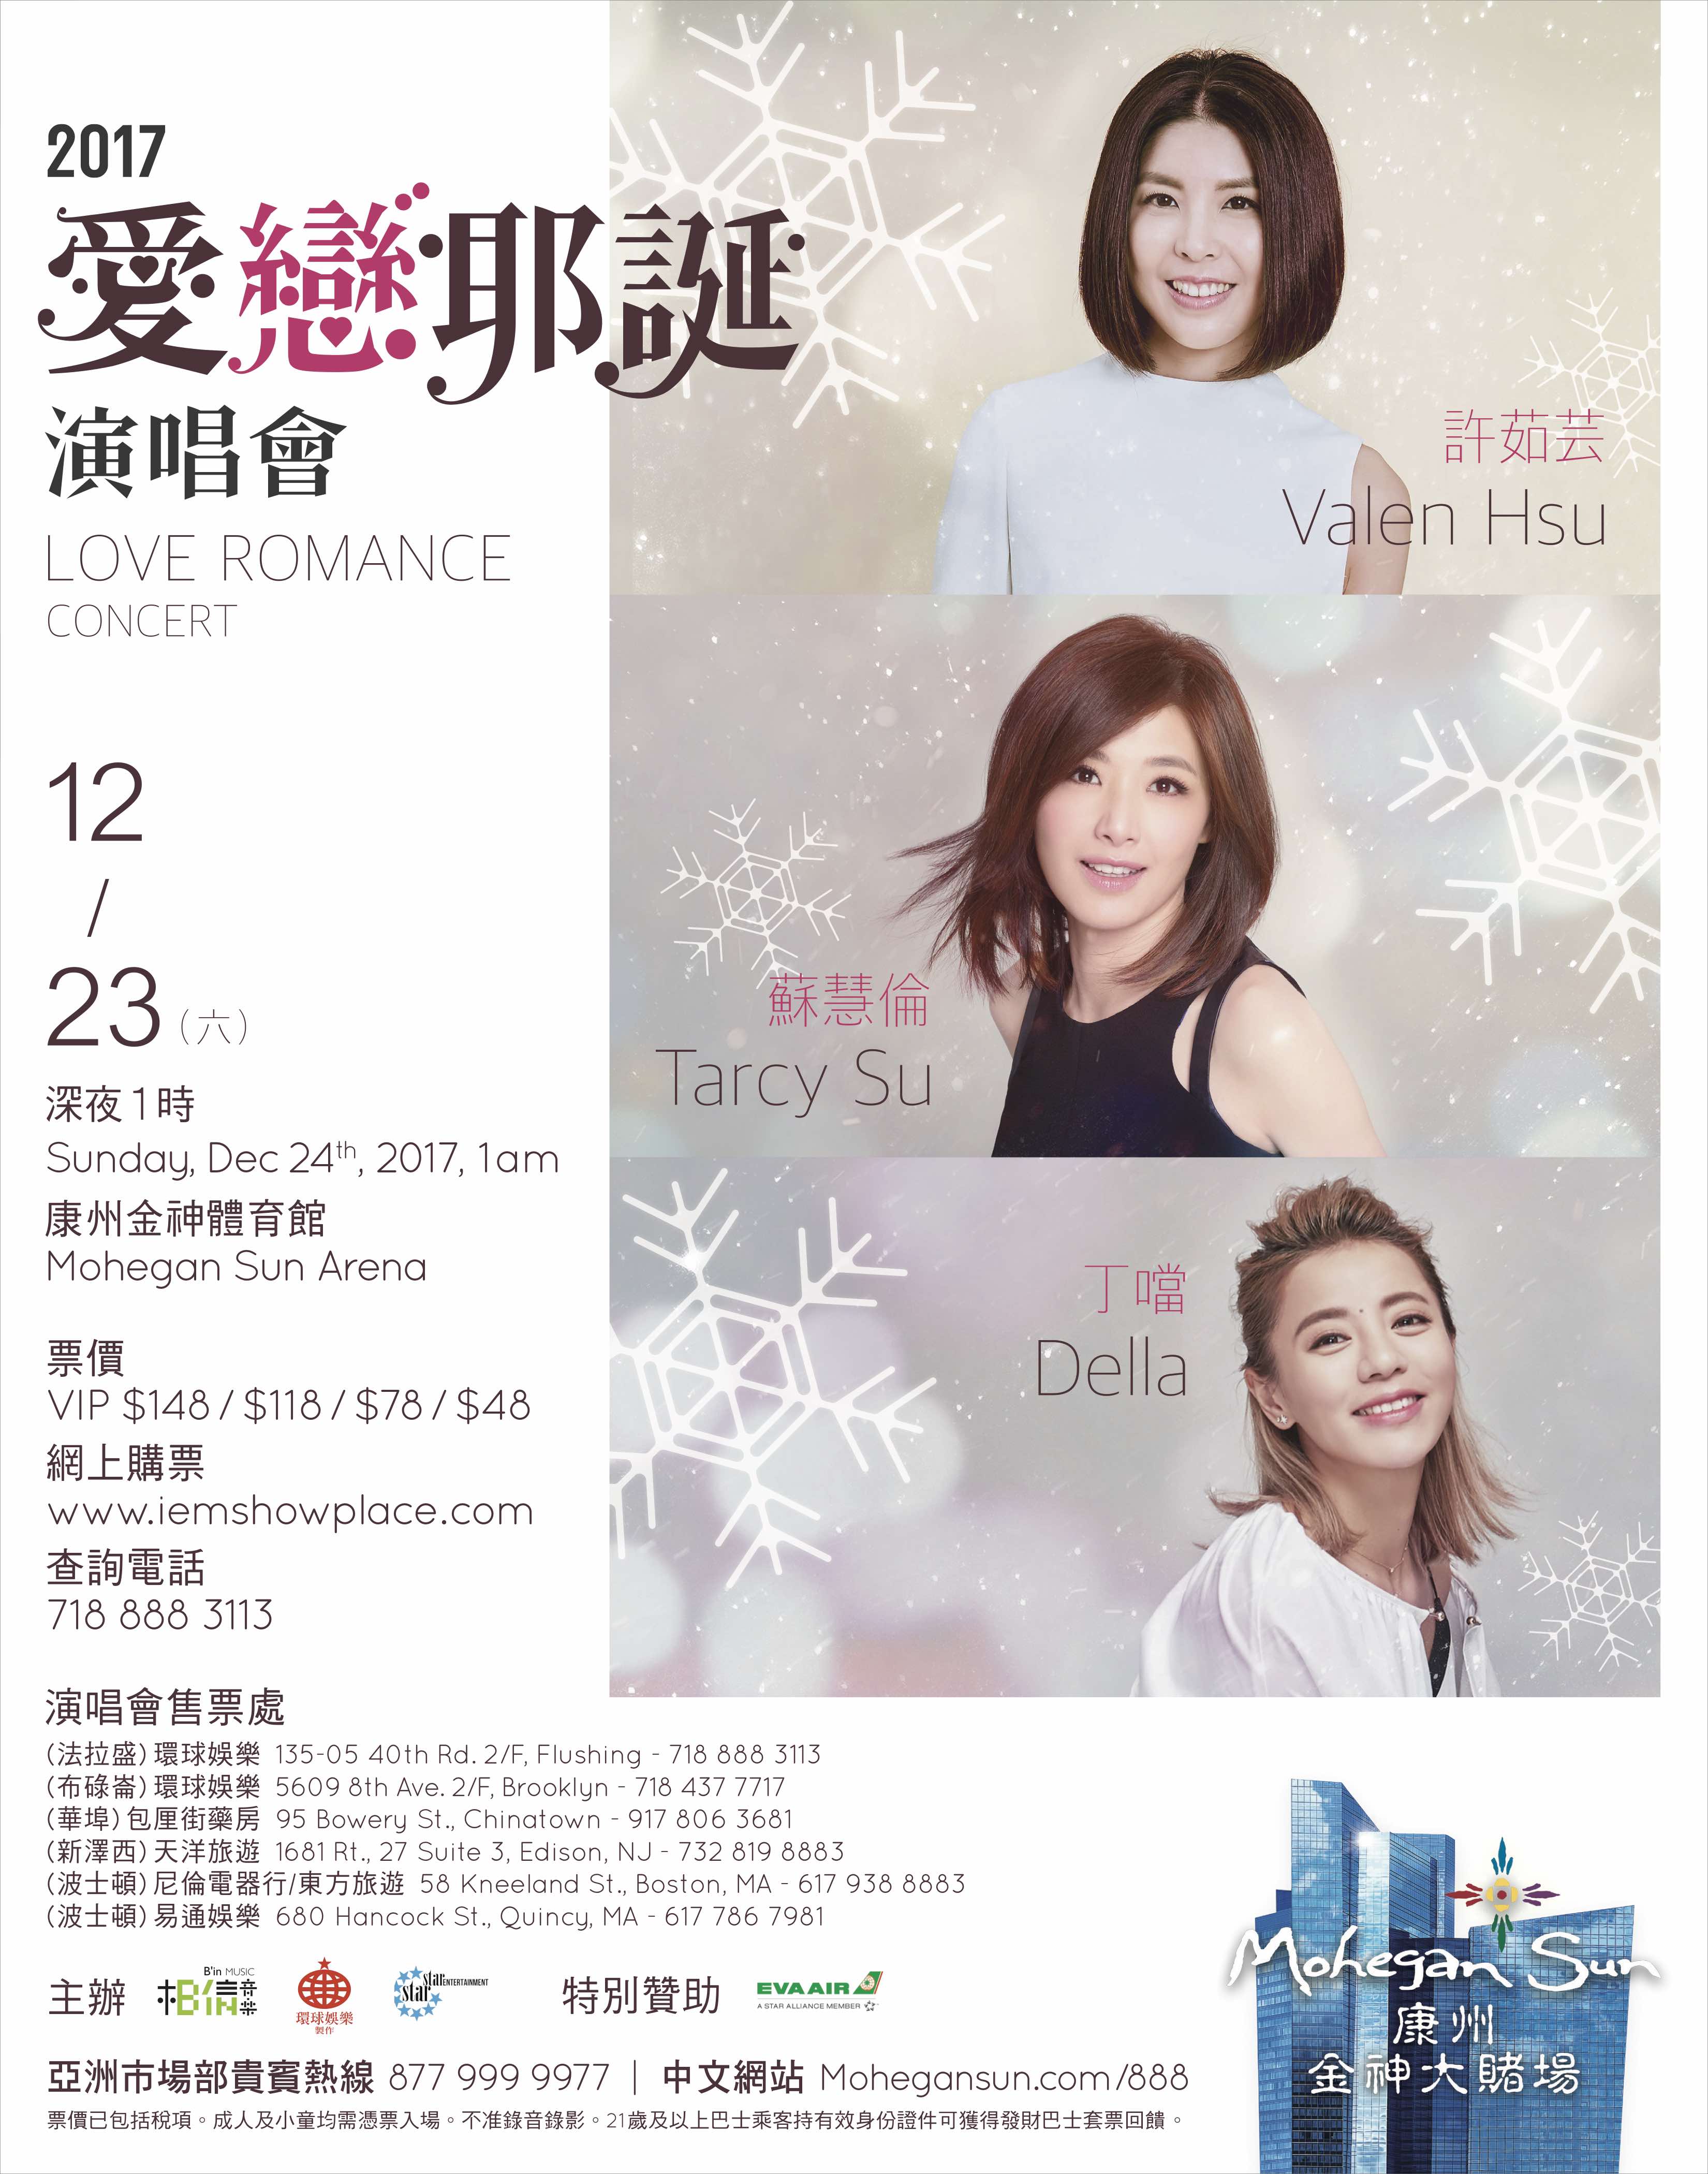 2017
愛戀耶誕
演唱會
LOVE ROMANCE
CONCERT
許茹芸
Valen Hsu
12
/
23 (六)
深夜1時
Sunday, Dec 24th, 2017, 1am
康州金神體育館
Mohegan Sun Arena
蘇慧倫
Tarcy Su
丁噹
Della
票價
VIP $148 / $118 / $78 / $48
網上購票
www.iemshowplace.com
查詢電話
718 888 3113
演唱會售票處
(法拉盛) 環球娛樂 135-05 40th Rd. 2/F, Flushing - 718 888 3113
(布碌崙) 環球娛樂 5609 8th Ave. 2/F, Brooklyn - 718 437 7717
(華埠) 包厘街藥房 95 Bowery St., Chinatown - 917 806 3681
(新澤西) 天洋旅遊 1681 Rt., 27 Suite 3, Edison, NJ - 732 819 8883
(波士頓) 尼倫電器行/東方旅遊 58 Kneeland St., Boston, MA - 617 938 8883
(波士頓) 易通娛樂 680 Hancock St., Quincy, MA - 617 786 7981
主辦
B'in MUSIC
相信音樂
環球娛樂
製作
star star ENTERTAINMENT
特別贊助
EVA AIR
A STAR ALLIANCE MEMBER
Mohegan Sun
康州
金神大賭場
亞洲市場部貴賓熱線 877 999 9977 | 中文網站 Mohegansun.com/888
票價已包括稅項。成人及小童均需憑票入場。不准錄音錄影。21歲及以上巴士乘客持有效身份證件可獲得發財巴士套票回饋。